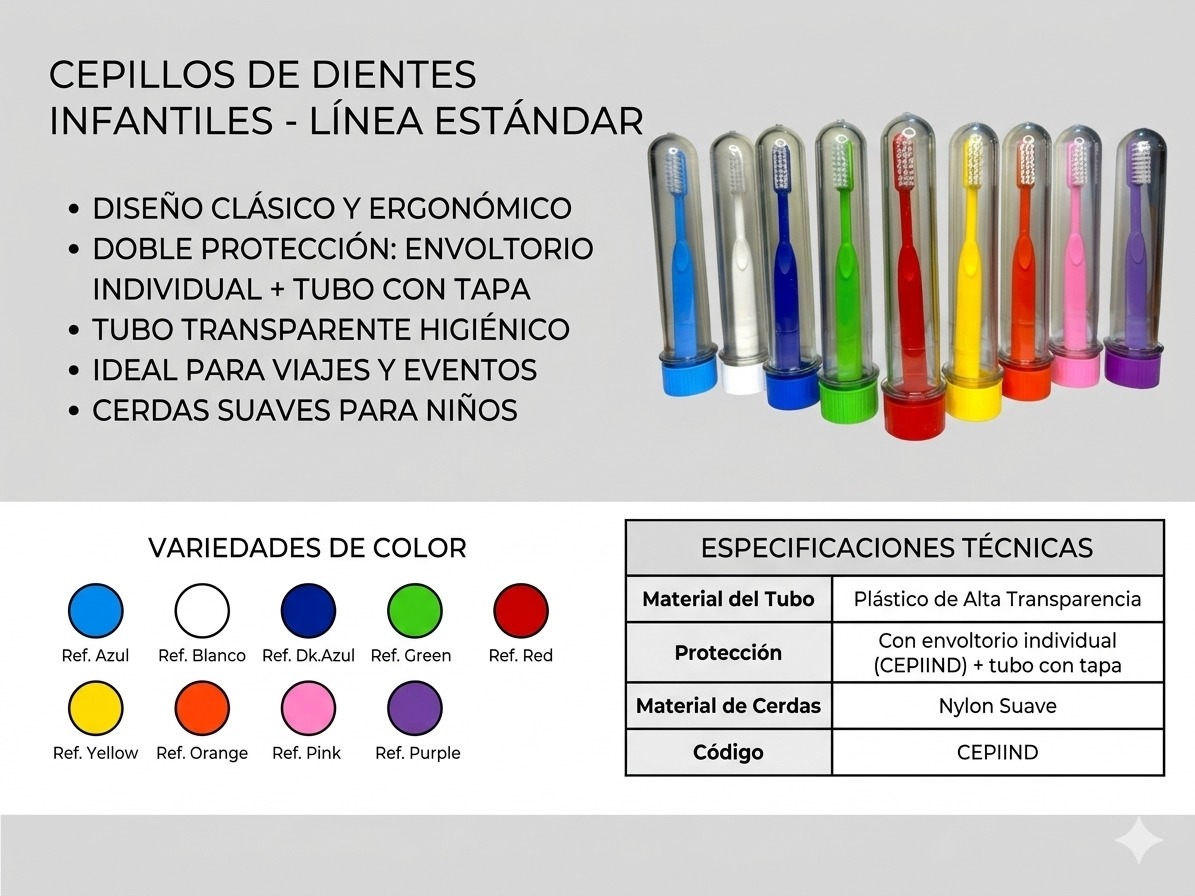 CEPILLOS DE DIENTES
INFANTILES - LÍNEA ESTÁNDAR
• DISEÑO CLÁSICO Y ERGONÓMICO
• DOBLE PROTECCIÓN: ENVOLTORIO
INDIVIDUAL + TUBO CON TAPA
• TUBO TRANSPARENTE HIGIÉNICO
• IDEAL PARA VIAJES Y EVENTOS
• CERDAS SUAVES PARA NIÑOS
VARIEDADES DE COLOR
Ref. Azul
Ref. Blanco
Ref. Dk.Azul
Ref. Green
Ref. Red
Ref. Yellow
Ref. Orange
Ref. Pink
Ref. Purple
ESPECIFICACIONES TÉCNICAS
Material del Tubo
Plástico de Alta Transparencia
Protección
Con envoltorio individual
(CEPIIND) + tubo con tapa
Material de Cerdas
Nylon Suave
Código
CEPIIND